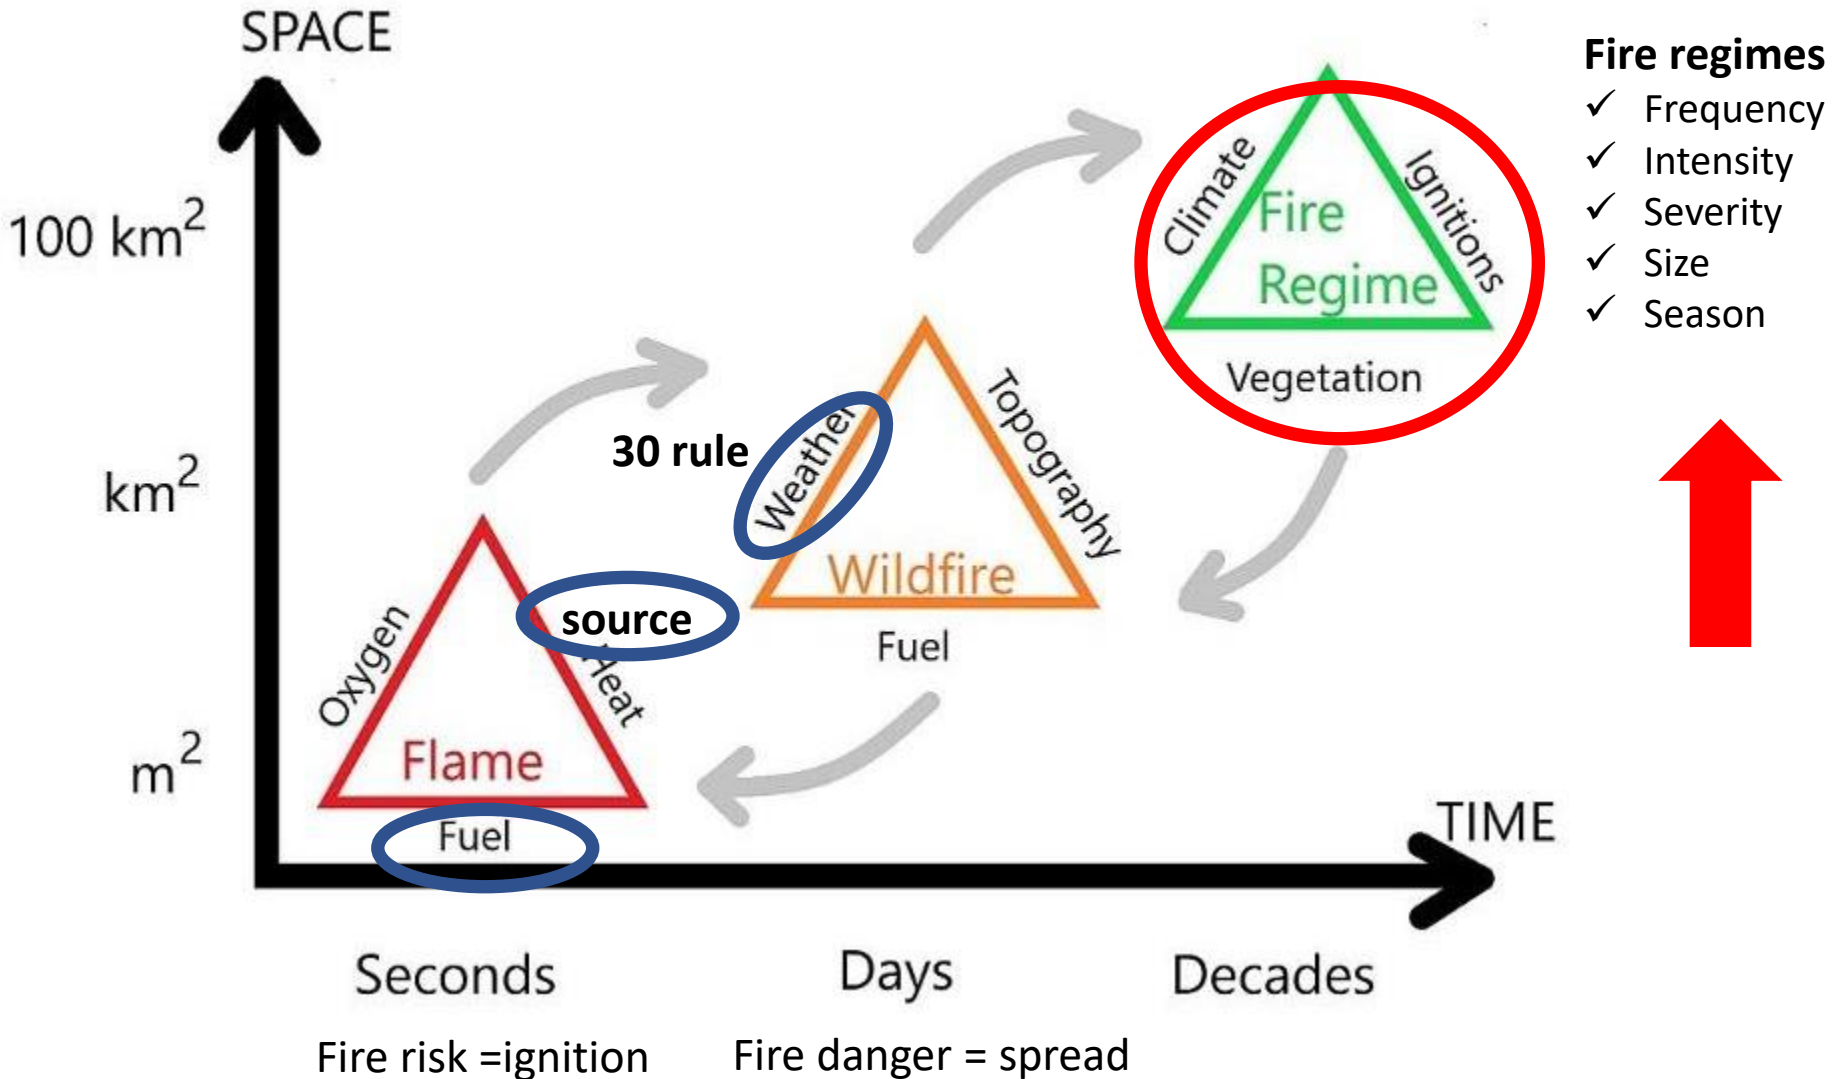 SPACE
Fire regimes
✓ Frequency
✓ Intensity
✓ Severity
✓ Size
✓ Season
100 km²
km²
m²
Climate
Ignitions
Fire
Regime
Vegetation
30 rule
Weather
Topography
Wildfire
Fuel
source
Oxygen
Heat
Flame
Fuel
TIME
Seconds
Days
Decades
Fire risk =ignition
Fire danger = spread